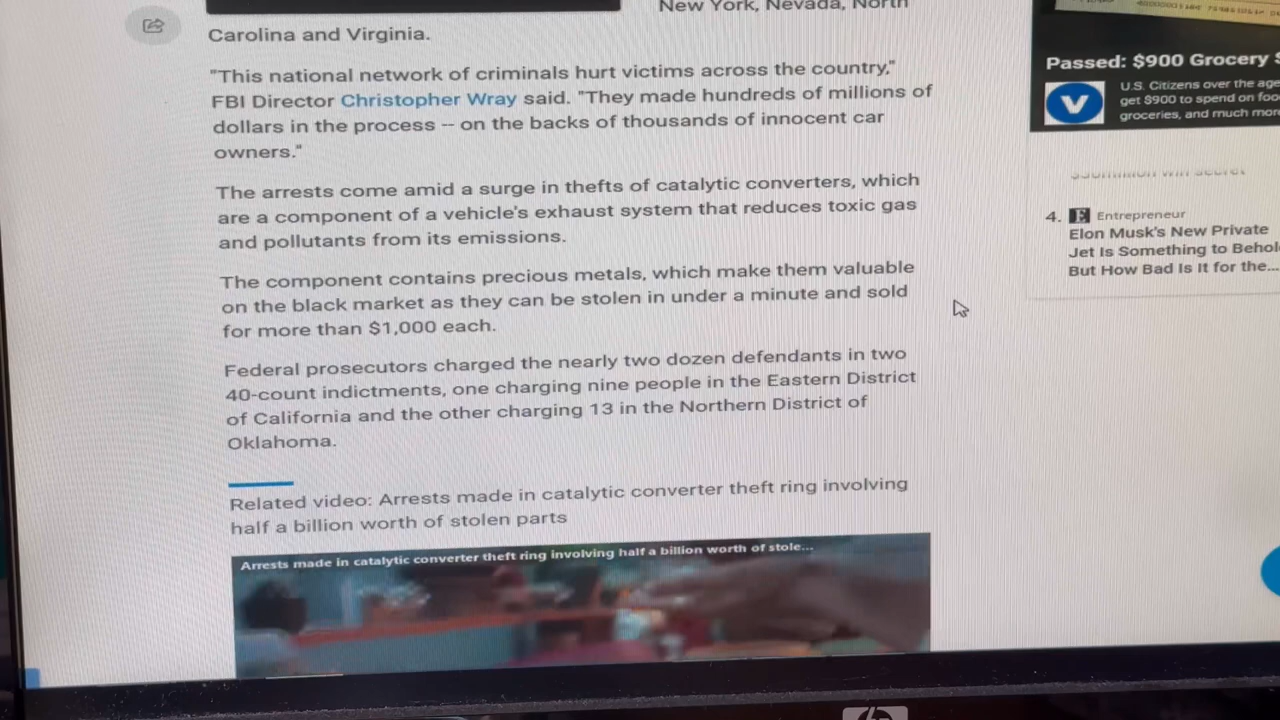 New York, Nevada, North
Carolina and Virginia.
"This national network of criminals hurt victims across the country,"
FBI Director Christopher Wray said. "They made hundreds of millions of
dollars in the process -- on the backs of thousands of innocent car
owners."
The arrests come amid a surge in thefts of catalytic converters, which
are a component of a vehicle's exhaust system that reduces toxic gas
and pollutants from its emissions.
The component contains precious metals, which make them valuable
on the black market as they can be stolen in under a minute and sold
for more than $1,000 each.
Federal prosecutors charged the nearly two dozen defendants in two
40-count indictments, one charging nine people in the Eastern District
of California and the other charging 13 in the Northern District of
Oklahoma.
Related video: Arrests made in catalytic converter theft ring involving
half a billion worth of stolen parts
Arrests made in catalytic converter theft ring involving half a billion worth of stole...
Passed: $900 Grocery
V
U.S. Citizens over the age
get $900 to spend on foo
groceries, and much more
4. E Entrepreneur
Elon Musk's New Private
Jet Is Something to Behol
But How Bad Is It for the...
hp